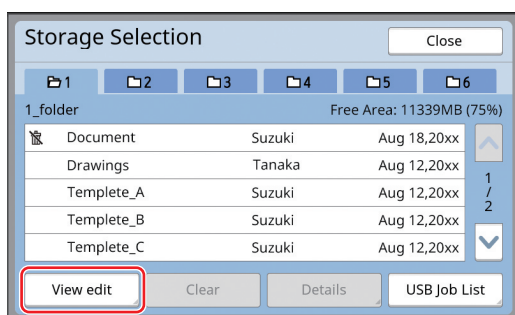 Storage Selection Close
1 2 3 4 5 6
1_folder Free Area: 11339MB (75%)
Document Suzuki Aug 18,20xx
Drawings Tanaka Aug 12,20xx
Templete_A Suzuki Aug 12,20xx
Templete_B Suzuki Aug 12,20xx
Templete_C Suzuki Aug 12,20xx
1
/
2
View edit Clear Details USB Job List